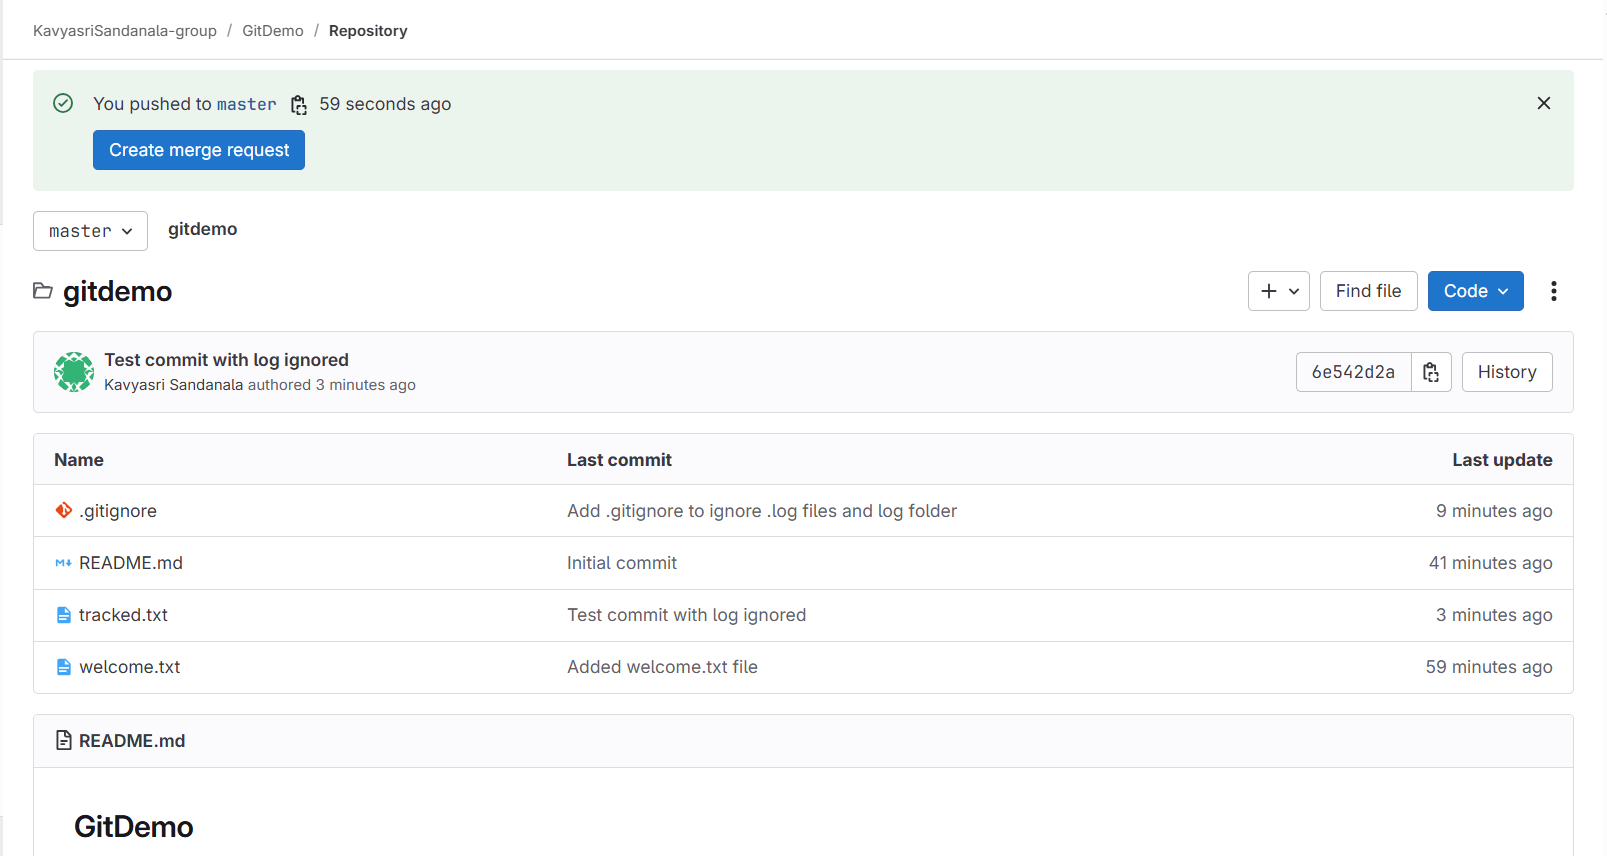 KavyasriSandanala-group / GitDemo / Repository
You pushed to master 59 seconds ago
Create merge request
master gitdemo
gitdemo
Find file Code
Test commit with log ignored
Kavyasri Sandanala authored 3 minutes ago
6e542d2a History
Name Last commit Last update
.gitignore Add .gitignore to ignore .log files and log folder 9 minutes ago
README.md Initial commit 41 minutes ago
tracked.txt Test commit with log ignored 3 minutes ago
welcome.txt Added welcome.txt file 59 minutes ago
README.md
GitDemo